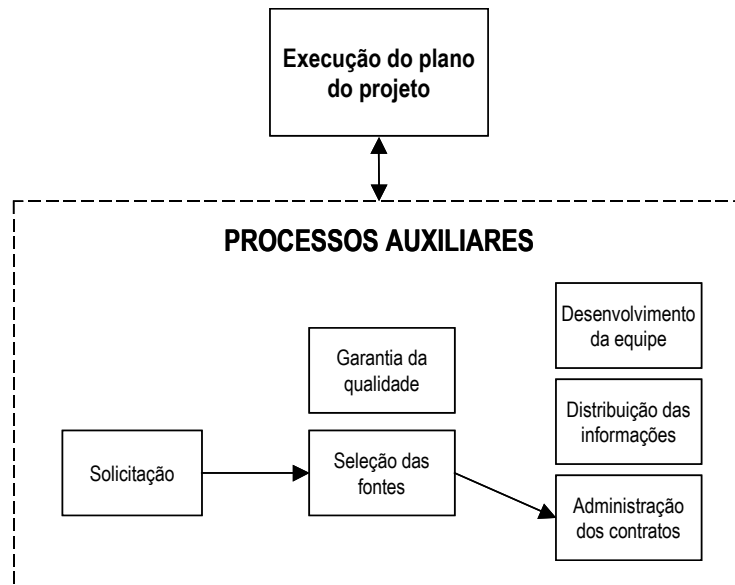 Execução do plano
do projeto
PROCESSOS AUXILIARES
Desenvolvimento
da equipe
Garantia da
qualidade
Distribuição das
informações
Solicitação
Seleção das
fontes
Administração
dos contratos